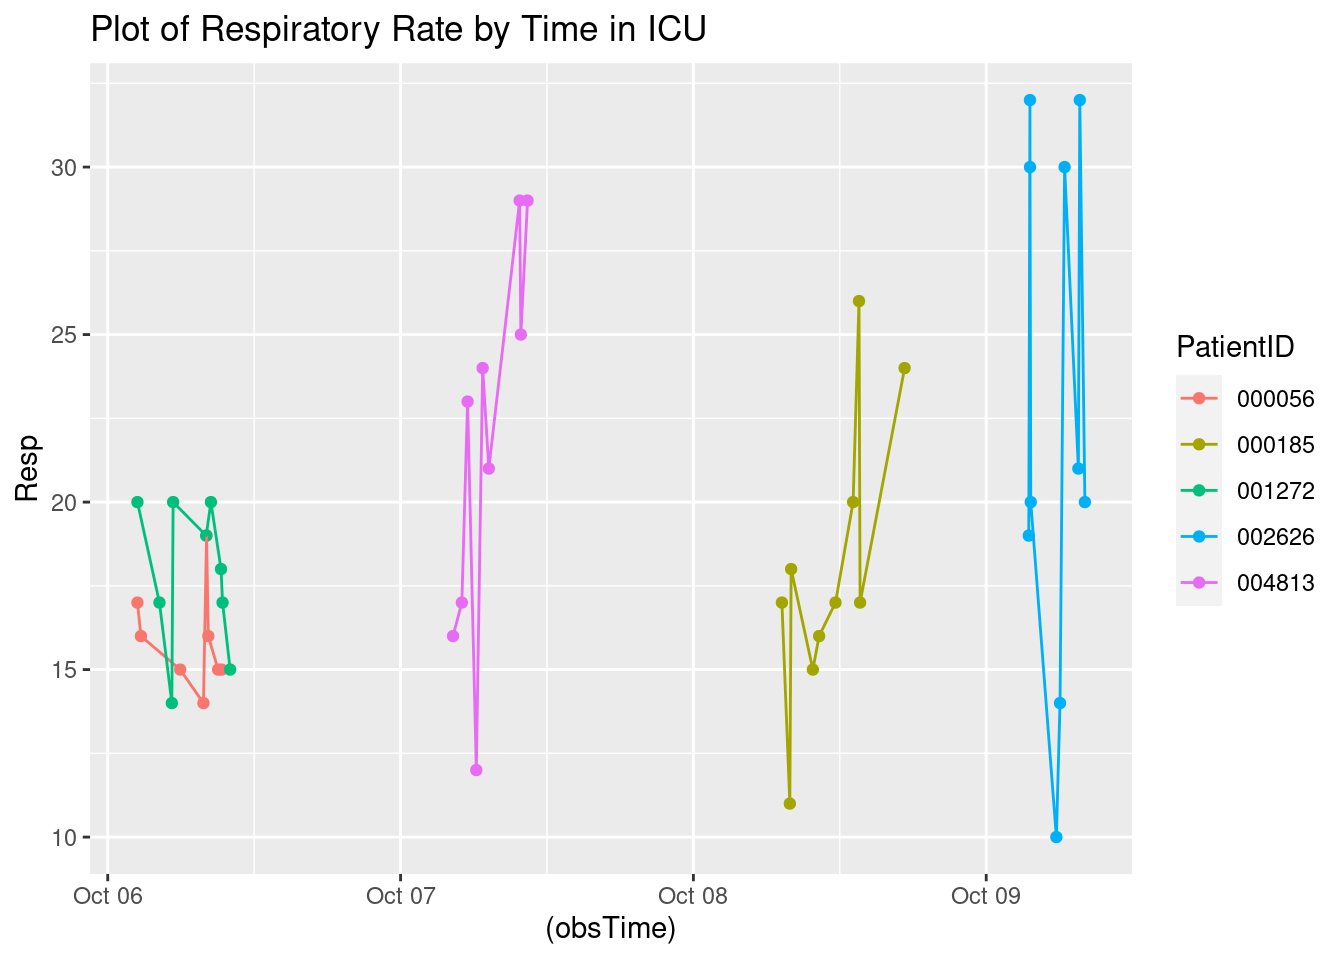 Plot of Respiratory Rate by Time in ICU
Resp
30
25
20
15
10
Oct 06 Oct 07 Oct 08 Oct 09
(obsTime)
PatientID
000056
000185
001272
002626
004813